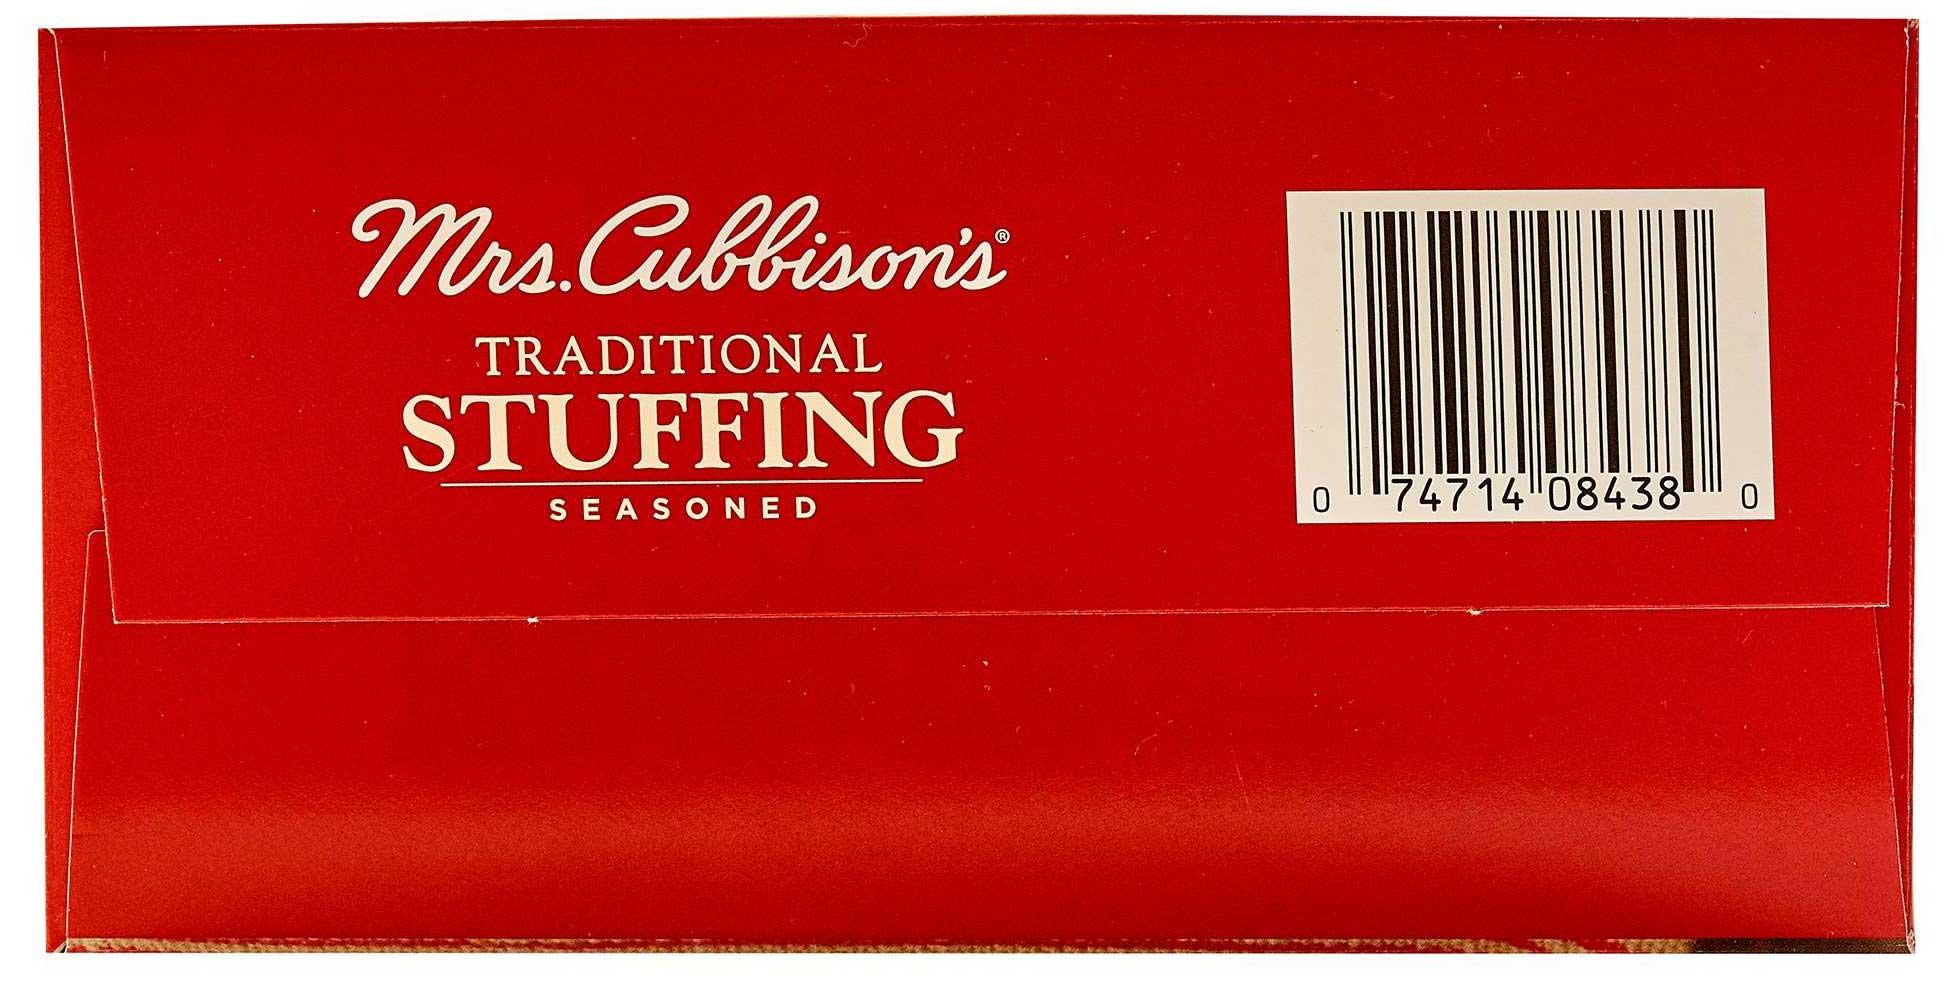 Mrs. Cubbison's®
TRADITIONAL
STUFFING
SEASONED
0 74714 08438 0